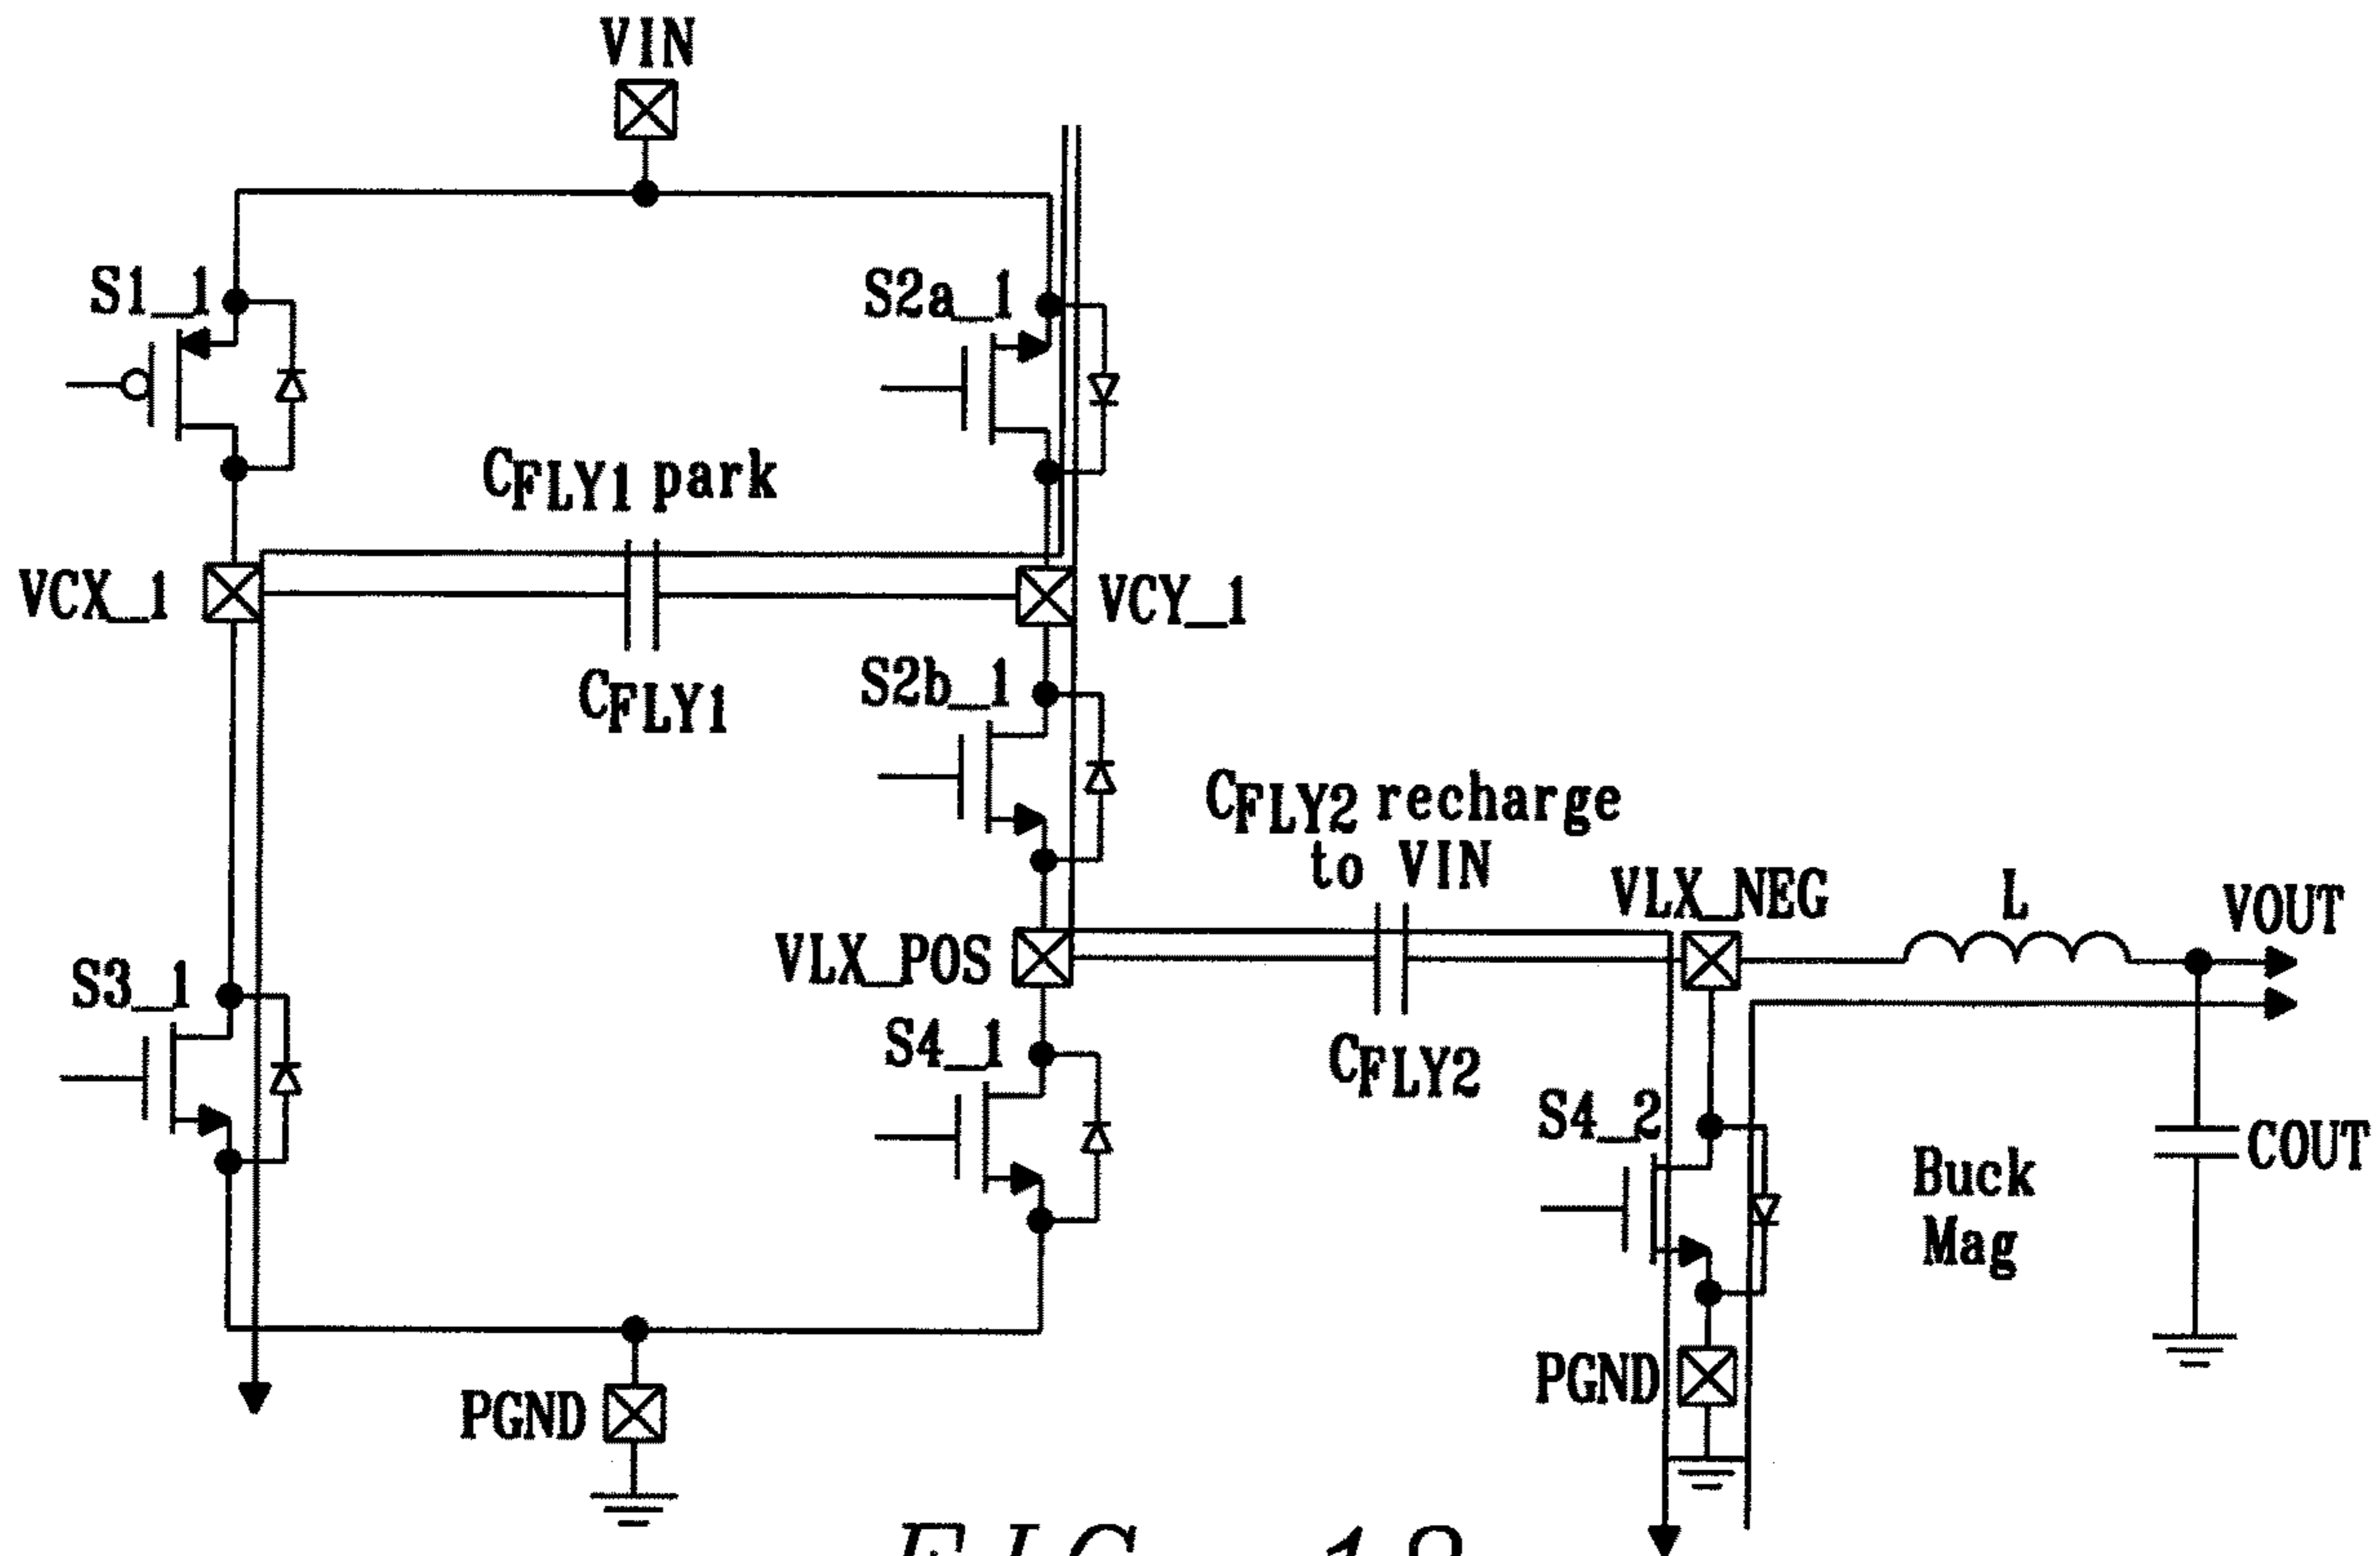 VIN
S1_1
S2a_1
CFLY1 park
VCX_1
VCY_1
CFLY1
S2b_1
CFLY2 recharge
to VIN
VLX_NEG
L
VOUT
VLX_POS
S3_1
S4_1
CFLY2
S4_2
Buck
Mag
COUT
PGND
PGND